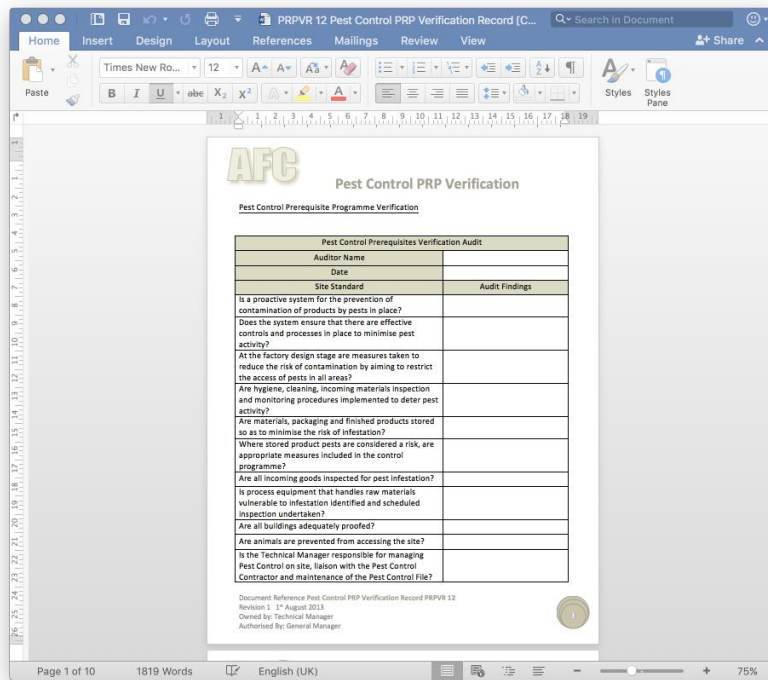 PRPVR 12 Pest Control PRP Verification Record [C...
Search in Document
Home Insert Design Layout References Mailings Review View
Share
Paste
Times New Ro...
12
Styles
Styles
Pane
AFC
Pest Control PRP Verification
Pest Control Prerequisite Programme Verification
Pest Control Prerequisites Verification Audit
Auditor Name
Date
Site Standard Audit Findings
Is a proactive system for the prevention of
contamination of products by pests in place?
Does the system ensure that there are effective
controls and processes in place to minimise pest
activity?
At the factory design stage are measures taken to
reduce the risk of contamination by aiming to restrict
the access of pests in all areas?
Are hygiene, cleaning, incoming materials inspection
and monitoring procedures implemented to deter pest
activity?
Are materials, packaging and finished products stored
so as to minimise the risk of infestation?
Where stored product pests are considered a risk, are
appropriate measures included in the control
programme?
Are all incoming goods inspected for pest infestation?
Is process equipment that handles raw materials
vulnerable to infestation identified and scheduled
inspection undertaken?
Are all buildings adequately proofed?
Are animals are prevented from accessing the site?
Is the Technical Manager responsible for managing
Pest Control on site, liaison with the Pest Control
Contractor and maintenance of the Pest Control File?
Document Reference Pest Control PRP Verification Record PRPVR 12
Revision 1 1st August 2013
Owned by: Technical Manager
Authorised By: General Manager
1
Page 1 of 10 1819 Words English (UK) 75%